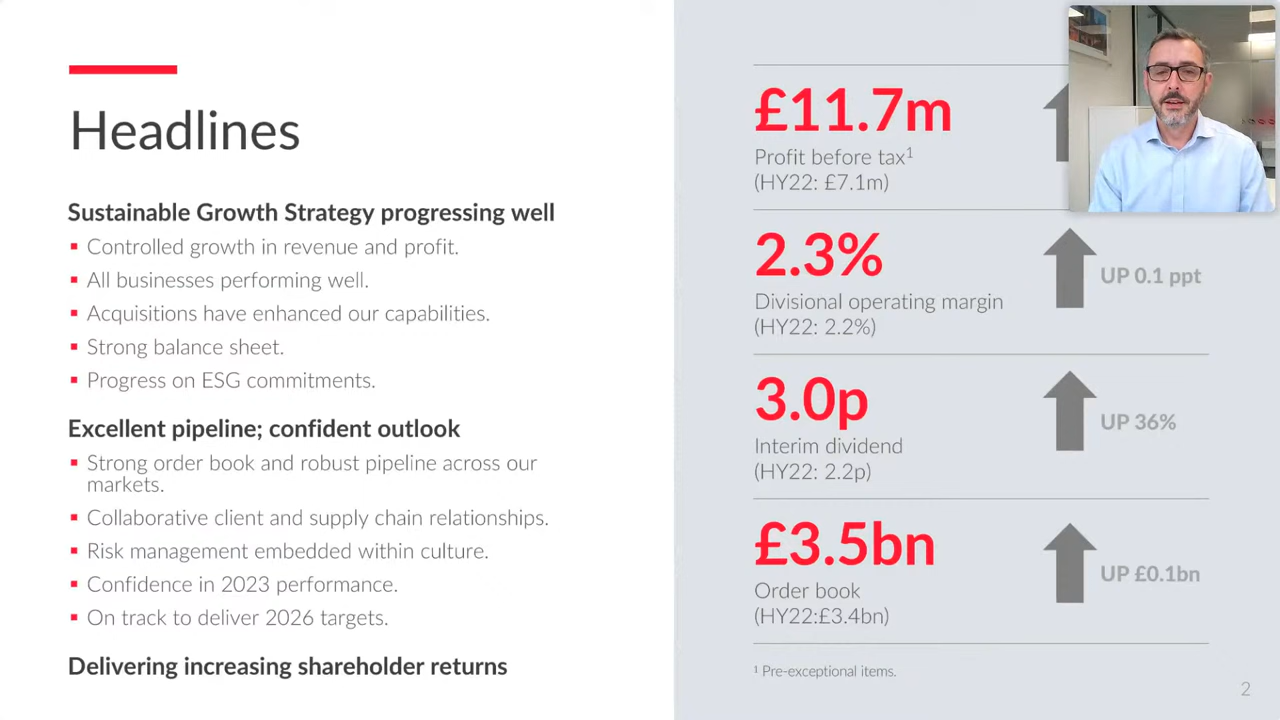 Headlines
Sustainable Growth Strategy progressing well
▪ Controlled growth in revenue and profit.
▪ All businesses performing well.
▪ Acquisitions have enhanced our capabilities.
▪ Strong balance sheet.
▪ Progress on ESG commitments.
Excellent pipeline; confident outlook
▪ Strong order book and robust pipeline across our
markets.
▪ Collaborative client and supply chain relationships.
▪ Risk management embedded within culture.
▪ Confidence in 2023 performance.
▪ On track to deliver 2026 targets.
Delivering increasing shareholder returns
£11.7m
Profit before tax¹
(HY22: £7.1m)
2.3%
Divisional operating margin
(HY22: 2.2%)
UP 0.1 ppt
3.0p
Interim dividend
(HY22: 2.2p)
UP 36%
£3.5bn
Order book
(HY22:£3.4bn)
UP £0.1bn
¹ Pre-exceptional items.
2